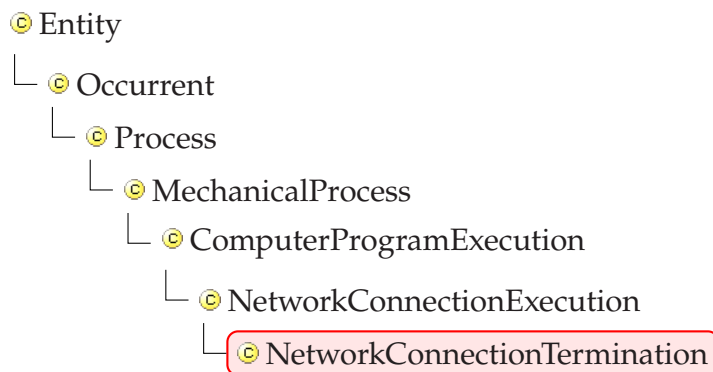 Entity
Occurrent
Process
MechanicalProcess
ComputerProgramExecution
NetworkConnectionExecution
NetworkConnectionTermination